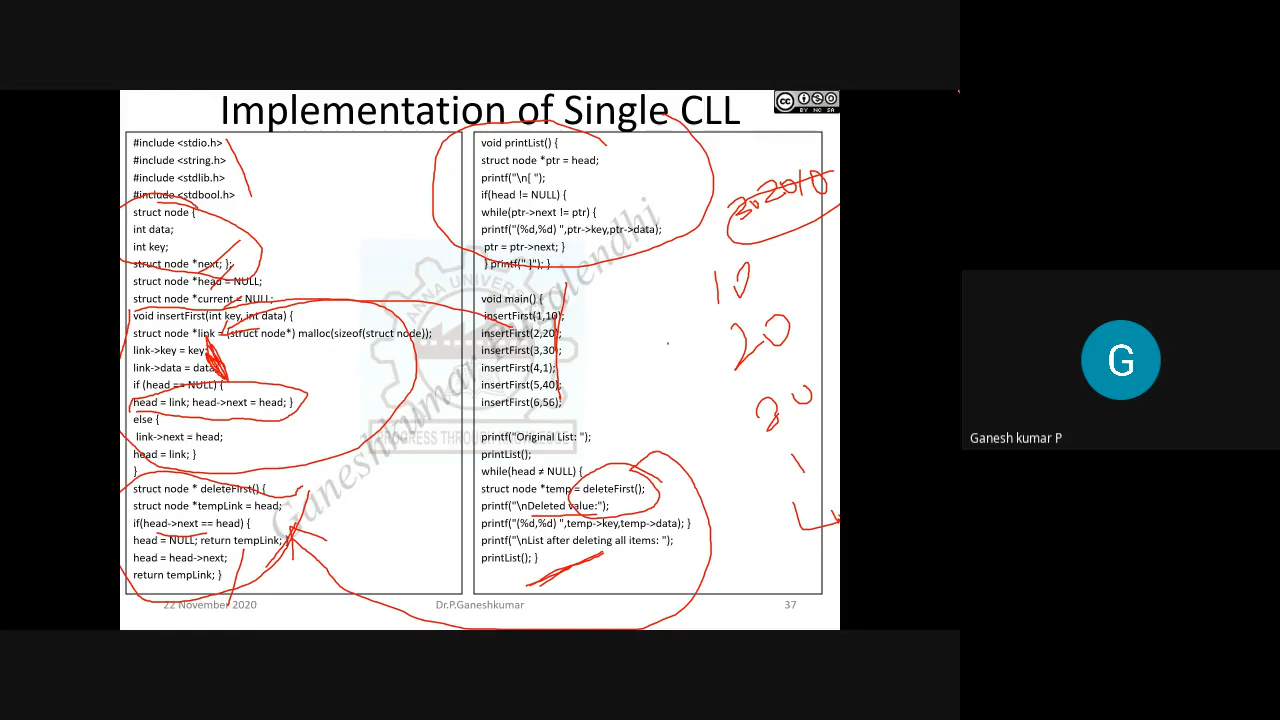 Implementation of Single CLL
cc BY NC SA
#include <stdio.h>
#include <string.h>
#include <stdlib.h>
#include <stdbool.h>
struct node {
int data;
int key;
struct node *next; };
struct node *head = NULL;
struct node *current = NULL;
void insertFirst(int key, int data) {
struct node *link = (struct node*) malloc(sizeof(struct node));
link->key = key;
link->data = data;
if (head == NULL) {
head = link; head->next = head; }
else {
link->next = head;
head = link; }
}
struct node * deleteFirst() {
struct node *tempLink = head;
if(head->next == head) {
head = NULL; return tempLink; }
head = head->next;
return tempLink; }
void printList() {
struct node *ptr = head;
printf("\n[ ");
if(head != NULL) {
while(ptr->next != ptr) {
printf("(%d,%d) ",ptr->key,ptr->data);
ptr = ptr->next; }
} printf(" ]"); }
void main() {
insertFirst(1,10);
insertFirst(2,20);
insertFirst(3,30);
insertFirst(4,1);
insertFirst(5,40);
insertFirst(6,56);
printf("Original List: ");
printList();
while(head ≠ NULL) {
struct node *temp = deleteFirst();
printf("\nDeleted value:");
printf("(%d,%d) ",temp->key,temp->data); }
printf("\nList after deleting all items: ");
printList(); }
10
20
PROGRESS THROUGH KNOWLEDGE
22 November 2020
Dr.P.Ganeshkumar
37
G
Ganesh kumar P